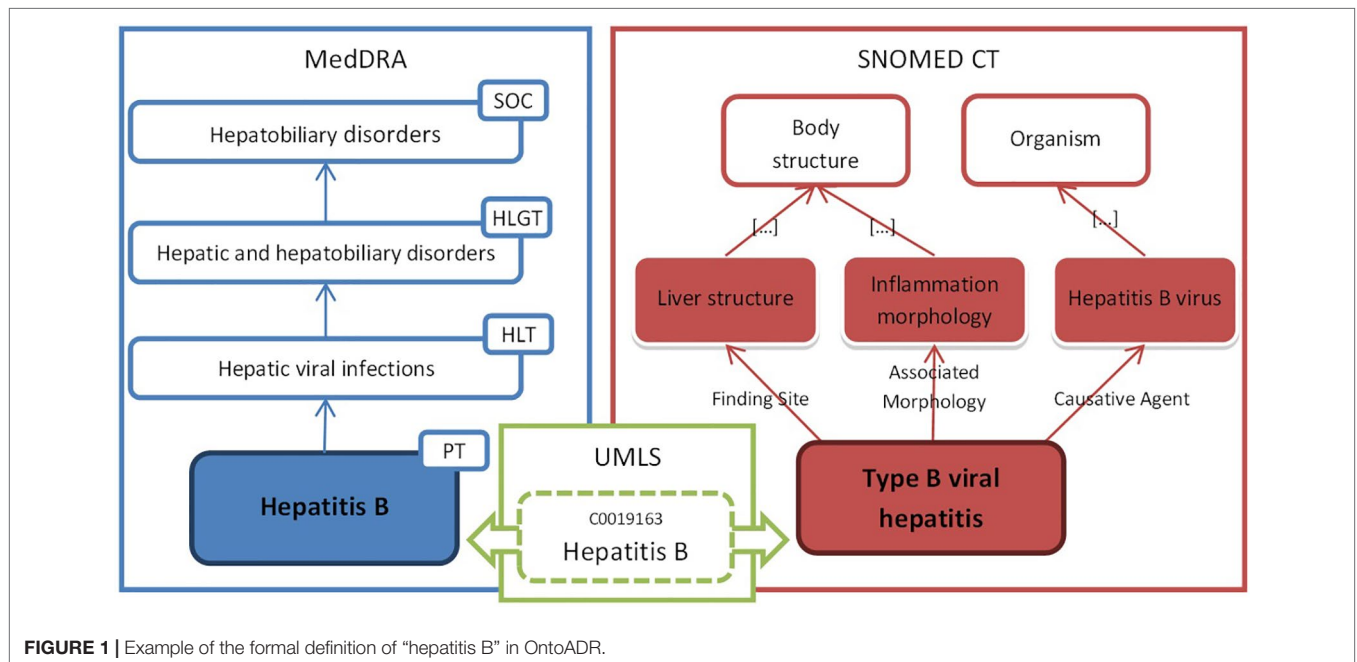 MedDRA
SOC
Hepatobiliary disorders
HLGT
Hepatic and hepatobiliary disorders
HLT
Hepatic viral infections
PT
Hepatitis B
UMLS
C0019163
Hepatitis B
SNOMED CT
Body
structure
Organism
[...]
[...]
[...]
Liver structure
Inflammation
morphology
Hepatitis B virus
Finding Site
Associated
Morphology
Causative Agent
Type B viral
hepatitis
FIGURE 1 | Example of the formal definition of “hepatitis B” in OntoADR.